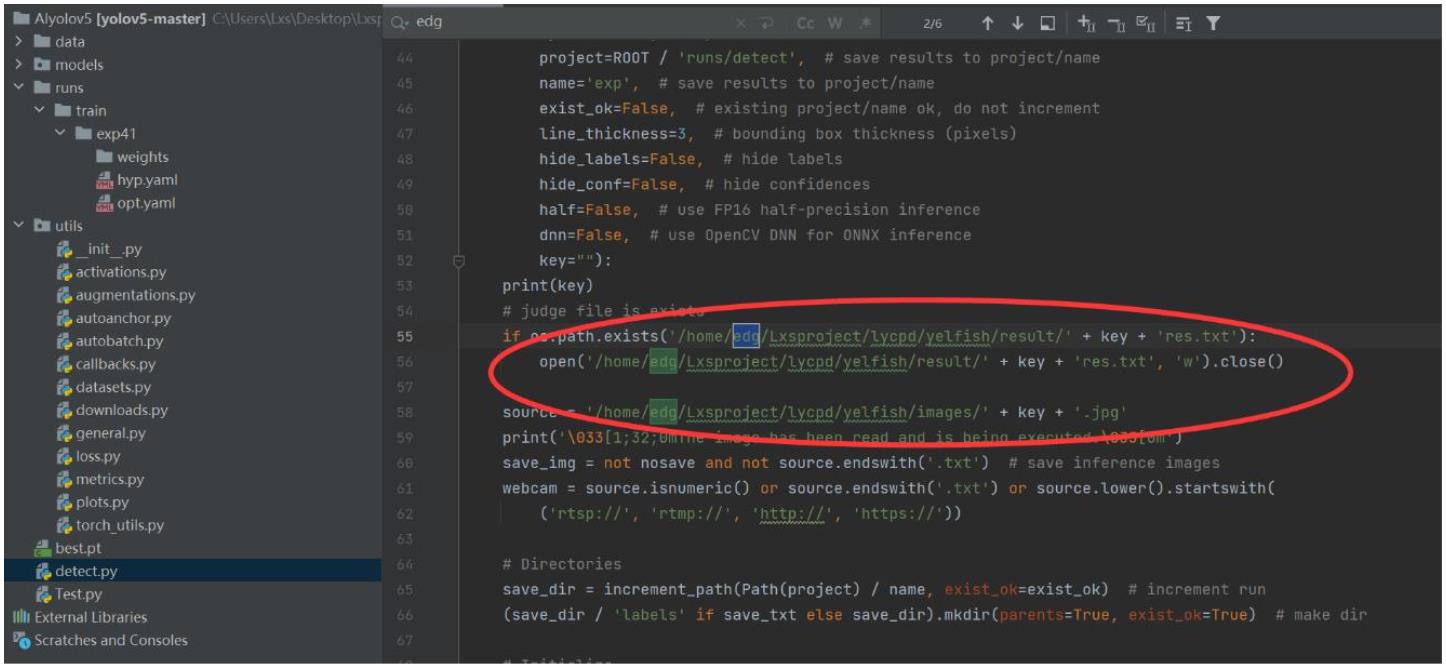 Alyolov5 [yolov5-master] C:\Users\Lxs\Desktop\Lxsp
data
models
runs
train
exp41
weights
hyp.yaml
opt.yaml
utils
__init__.py
activations.py
augmentations.py
autoanchor.py
autobatch.py
callbacks.py
datasets.py
downloads.py
general.py
loss.py
metrics.py
plots.py
torch_utils.py
best.pt
detect.py
Test.py
External Libraries
Scratches and Consoles
edg Cc W .* 2/6
44 project=ROOT / 'runs/detect',  # save results to project/name
45 name='exp',  # save results to project/name
46 exist_ok=False,  # existing project/name ok, do not increment
47 line_thickness=3,  # bounding box thickness (pixels)
48 hide_labels=False,  # hide labels
49 hide_conf=False,  # hide confidences
50 half=False,  # use FP16 half-precision inference
51 dnn=False,  # use OpenCV DNN for ONNX inference
52 key=""):
53 print(key)
54 # judge file is exists
55 if os.path.exists('/home/edg/Lxsproject/lycpd/yelfish/result/' + key + 'res.txt'):
56 open('/home/edg/Lxsproject/lycpd/yelfish/result/' + key + 'res.txt', 'w').close()
57
58 source = '/home/edg/Lxsproject/lycpd/yelfish/images/' + key + '.jpg'
59 print('\033[1;32;0mThe image has been read and is being executed.\033[0m')
60 save_img = not nosave and not source.endswith('.txt')  # save inference images
61 webcam = source.isnumeric() or source.endswith('.txt') or source.lower().startswith(
62 ('rtsp://', 'rtmp://', 'http://', 'https://'))
63
64 # Directories
65 save_dir = increment_path(Path(project) / name, exist_ok=exist_ok)  # increment run
66 (save_dir / 'labels' if save_txt else save_dir).mkdir(parents=True, exist_ok=True)  # make dir
67